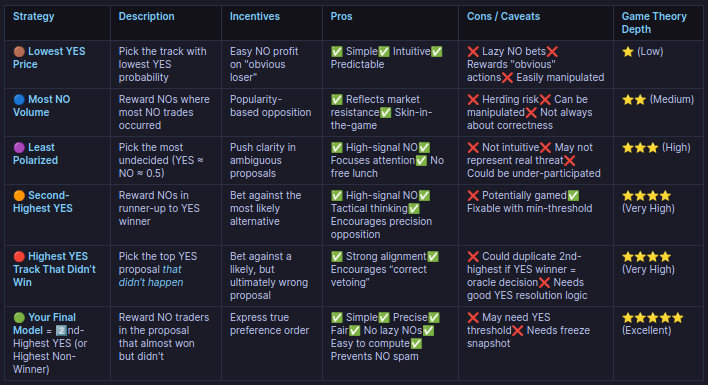 Strategy Description Incentives Pros Cons / Caveats Game Theory
Depth
🟤 Lowest YES Pick the track with Easy NO profit ✅ Simple✅ Intuitive✅ ❌ Lazy NO bets❌ ⭐ (Low)
Price lowest YES on "obvious Predictable Rewards "obvious"
probability loser" actions❌ Easily manipulated
🔵 Most NO Reward NOs where Popularity- ✅ Reflects market ❌ Herding risk❌ Can be ⭐⭐ (Medium)
Volume most NO trades based opposition resistance✅ Skin-in- manipulated❌ Not always
occurred the-game about correctness
🟣 Least Pick the most Push clarity in ✅ High-signal NO✅ ❌ Not intuitive❌ May not ⭐⭐⭐ (High)
Polarized undecided (YES ≈ ambiguous Focuses attention✅ No represent real threat❌
NO ≈ 0.5) proposals free lunch Could be under-participated
🟠 Second- Reward NOs in Bet against the ✅ High-signal NO✅ ❌ Potentially gamed✅ ⭐⭐⭐⭐
Highest YES runner-up to YES most likely Tactical thinking✅ Fixable with min-threshold (Very High)
winner alternative Encourages precision
opposition
🔴 Highest YES Pick the top YES Bet against a ✅ Strong alignment✅ ❌ Could duplicate 2nd- ⭐⭐⭐⭐
Track That Didn't proposal that likely, but Encourages “correct highest if YES winner = (Very High)
Win didn't happen ultimately wrong vetoing” oracle decision❌ Needs
proposal good YES resolution logic
🟢 Your Final Reward NO traders Express true ✅ Simple✅ Precise✅ ❌ May need YES ⭐⭐⭐⭐⭐
Model = 2️⃣nd- in the proposal preference order Fair✅ No lazy NOs✅ threshold❌ Needs freeze (Excellent)
Highest YES (or that almost won Easy to compute✅ snapshot
Highest Non- but didn't Prevents NO spam
Winner)